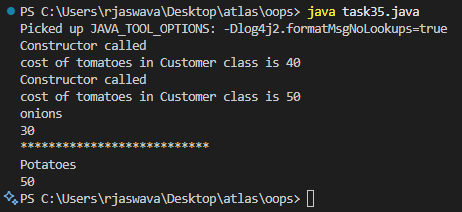 PS C:\Users\rjaswava\Desktop\atlas\oops> java task35.java
Picked up JAVA_TOOL_OPTIONS: -Dlog4j2.formatMsgNoLookups=true
Constructor called
cost of tomatoes in Customer class is 40
Constructor called
cost of tomatoes in Customer class is 50
onions
30
***************************
Potatoes
50
PS C:\Users\rjaswava\Desktop\atlas\oops>